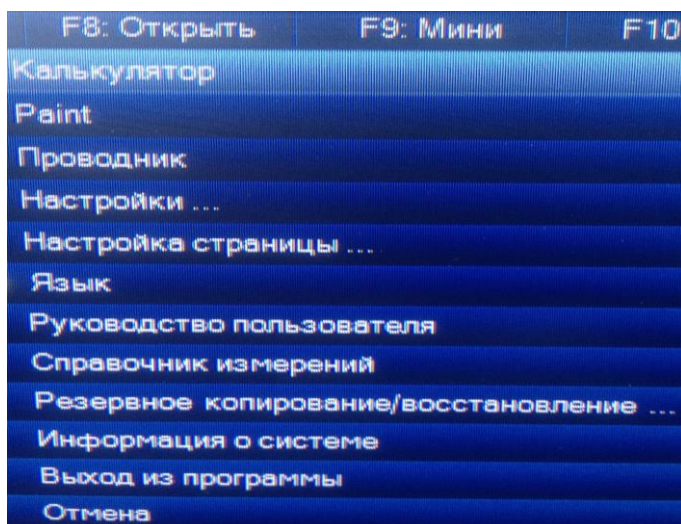 F8: Открыть F9: Мини F10
Калькулятор
Paint
Проводник
Настройки ...
Настройка страницы ...
Язык
Руководство пользователя
Справочник измерений
Резервное копирование/восстановление ...
Информация о системе
Выход из программы
Отмена